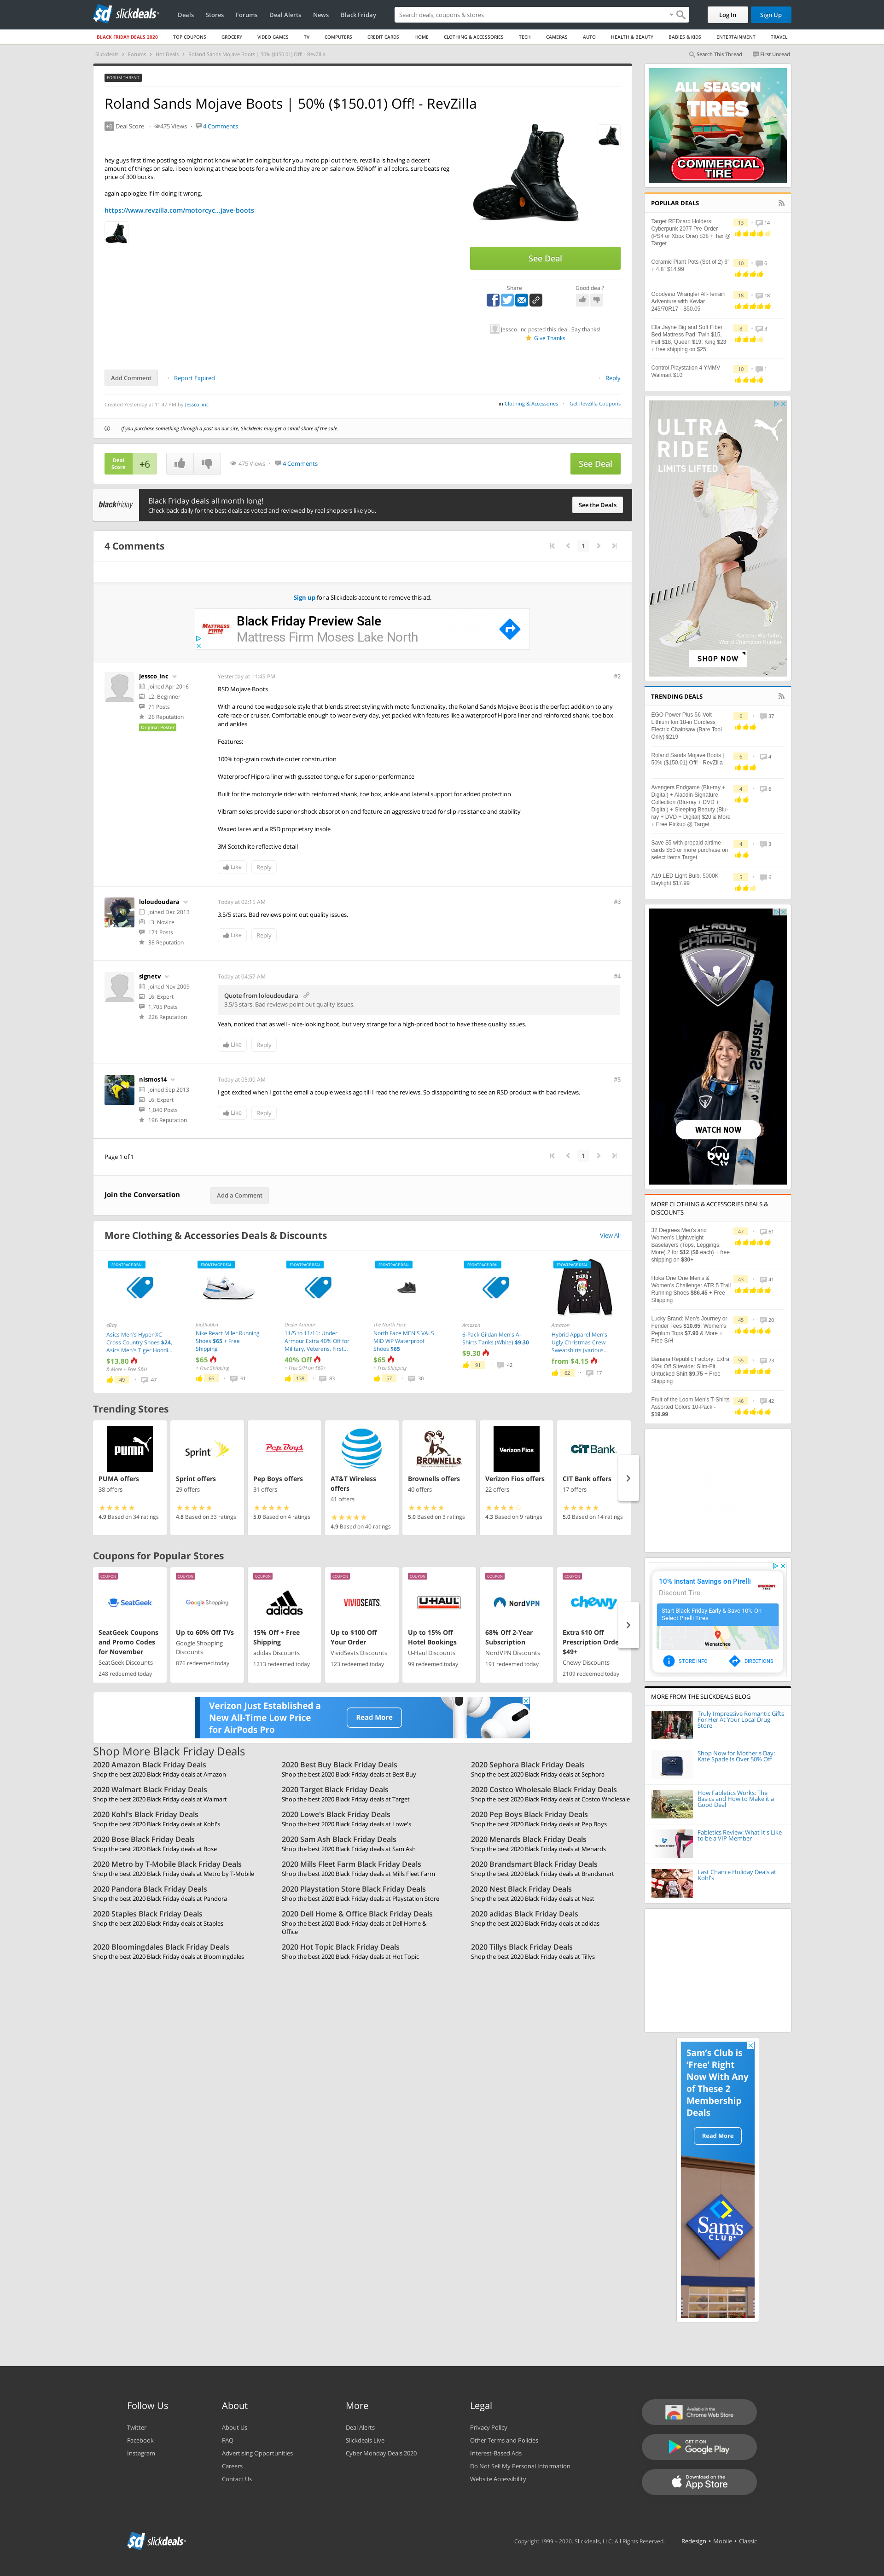 slickdeals
Deals Stores Forums Deal Alerts News Black Friday
Search deals, coupons & stores
Log In Sign Up
BLACK FRIDAY DEALS 2020 TOP COUPONS GROCERY VIDEO GAMES TV COMPUTERS CREDIT CARDS HOME CLOTHING & ACCESSORIES TECH CAMERAS AUTO HEALTH & BEAUTY BABIES & KIDS ENTERTAINMENT TRAVEL
Slickdeals Forums Hot Deals Roland Sands Mojave Boots | 50% ($150.01) Off! - RevZilla
Search This Thread First Unread
FORUM THREAD
Roland Sands Mojave Boots | 50% ($150.01) Off! - RevZilla
+6 Deal Score 475 Views 4 Comments
hey guys first time posting so might not know what im doing but for you moto ppl out there, revzilla is having a decent
amount of things on sale. i been looking at these boots for a while and they are on sale now. 50%off in all colors. sure beats reg
price of 300 bucks.
again apologize if im doing it wrong.
https://www.revzilla.com/motorcyc...jave-boots
See Deal
Share
Good deal?
Jessco_inc posted this deal. Say thanks!
Give Thanks
Add Comment Report Expired Reply
Created Yesterday at 11:47 PM by Jessco_inc
in Clothing & Accessories Get RevZilla Coupons
If you purchase something through a post on our site, Slickdeals may get a small share of the sale.
Deal
Score
+6
475 Views 4 Comments
See Deal
blackfriday
Black Friday deals all month long!
Check back daily for the best deals as voted and reviewed by real shoppers like you.
See the Deals
4 Comments
1
Sign up for a Slickdeals account to remove this ad.
MATTRESS FIRM
Black Friday Preview Sale
Mattress Firm Moses Lake North
Jessco_inc
Joined Apr 2016
L2: Beginner
71 Posts
26 Reputation
Original Poster
Yesterday at 11:49 PM #2
RSD Mojave Boots
With a round toe wedge sole style that blends street styling with moto functionality, the Roland Sands Mojave Boot is the perfect addition to any
cafe race or cruiser. Comfortable enough to wear every day, yet packed with features like a waterproof Hipora liner and reinforced shank, toe box
and ankles.
Features:
100% top-grain cowhide outer construction
Waterproof Hipora liner with gusseted tongue for superior performance
Built for the motorcycle rider with reinforced shank, toe box, ankle and lateral support for added protection
Vibram soles provide superior shock absorption and feature an aggressive tread for slip-resistance and stability
Waxed laces and a RSD proprietary insole
3M Scotchlite reflective detail
Like Reply
loloudoudara
Joined Dec 2013
L3: Novice
171 Posts
38 Reputation
Today at 02:15 AM #3
3.5/5 stars. Bad reviews point out quality issues.
Like Reply
signetv
Joined Nov 2009
L6: Expert
1,705 Posts
226 Reputation
Today at 04:57 AM #4
Quote from loloudoudara
3.5/5 stars. Bad reviews point out quality issues.
Yeah, noticed that as well - nice-looking boot, but very strange for a high-priced boot to have these quality issues.
Like Reply
nismos14
Joined Sep 2013
L6: Expert
1,040 Posts
196 Reputation
Today at 05:00 AM #5
I got excited when I got the email a couple weeks ago till I read the reviews. So disappointing to see an RSD product with bad reviews.
Like Reply
Page 1 of 1
1
Join the Conversation
Add a Comment
More Clothing & Accessories Deals & Discounts
View All
FRONTPAGE DEAL
eBay
Asics Men's Hyper XC
Cross Country Shoes $24,
Asics Men's Tiger Hoodi...
$13.80
& More + Free S&H
49 47
FRONTPAGE DEAL
JackRabbit
Nike React Miler Running
Shoes $65 + Free
Shipping
$65
+ Free Shipping
66 61
FRONTPAGE DEAL
Under Armour
11/5 to 11/11: Under
Armour Extra 40% Off for
Military, Veterans, First...
40% Off
+ Free S/H on $60+
138 83
FRONTPAGE DEAL
The North Face
North Face MEN'S VALS
MID WP Waterproof
Shoes $65
$65
+ Free Shipping
57 30
FRONTPAGE DEAL
Amazon
6-Pack Gildan Men's A-
Shirts Tanks (White) $9.30
$9.30
91 42
FRONTPAGE DEAL
Amazon
Hybrid Apparel Men's
Ugly Christmas Crew
Sweatshirts (various...
from $4.15
62 17
Trending Stores
PUMA
PUMA offers
38 offers
4.9 Based on 34 ratings
Sprint
Sprint offers
29 offers
4.8 Based on 33 ratings
Pep Boys
Pep Boys offers
31 offers
5.0 Based on 4 ratings
AT&T Wireless
offers
41 offers
4.9 Based on 40 ratings
BROWNELLS
Brownells offers
40 offers
5.0 Based on 3 ratings
Verizon Fios
Verizon Fios offers
22 offers
4.3 Based on 9 ratings
CIT Bank
CIT Bank offers
17 offers
5.0 Based on 14 ratings
Coupons for Popular Stores
COUPON
SeatGeek
SeatGeek Coupons
and Promo Codes
for November
SeatGeek Discounts
248 redeemed today
COUPON
Google Shopping
Up to 60% Off TVs
Google Shopping
Discounts
876 redeemed today
COUPON
adidas
15% Off + Free
Shipping
adidas Discounts
1213 redeemed today
COUPON
VIVIDSEATS
Up to $100 Off
Your Order
VividSeats Discounts
123 redeemed today
COUPON
U-HAUL
Up to 15% Off
Hotel Bookings
U-Haul Discounts
99 redeemed today
COUPON
NordVPN
68% Off 2-Year
Subscription
NordVPN Discounts
191 redeemed today
COUPON
chewy
Extra $10 Off
Prescription Orde
$49+
Chewy Discounts
2109 redeemed today
Verizon Just Established a
New All-Time Low Price
for AirPods Pro
Read More
Shop More Black Friday Deals
2020 Amazon Black Friday Deals
Shop the best 2020 Black Friday deals at Amazon
2020 Best Buy Black Friday Deals
Shop the best 2020 Black Friday deals at Best Buy
2020 Sephora Black Friday Deals
Shop the best 2020 Black Friday deals at Sephora
2020 Walmart Black Friday Deals
Shop the best 2020 Black Friday deals at Walmart
2020 Target Black Friday Deals
Shop the best 2020 Black Friday deals at Target
2020 Costco Wholesale Black Friday Deals
Shop the best 2020 Black Friday deals at Costco Wholesale
2020 Kohl's Black Friday Deals
Shop the best 2020 Black Friday deals at Kohl's
2020 Lowe's Black Friday Deals
Shop the best 2020 Black Friday deals at Lowe's
2020 Pep Boys Black Friday Deals
Shop the best 2020 Black Friday deals at Pep Boys
2020 Bose Black Friday Deals
Shop the best 2020 Black Friday deals at Bose
2020 Sam Ash Black Friday Deals
Shop the best 2020 Black Friday deals at Sam Ash
2020 Menards Black Friday Deals
Shop the best 2020 Black Friday deals at Menards
2020 Metro by T-Mobile Black Friday Deals
Shop the best 2020 Black Friday deals at Metro by T-Mobile
2020 Mills Fleet Farm Black Friday Deals
Shop the best 2020 Black Friday deals at Mills Fleet Farm
2020 Brandsmart Black Friday Deals
Shop the best 2020 Black Friday deals at Brandsmart
2020 Pandora Black Friday Deals
Shop the best 2020 Black Friday deals at Pandora
2020 Playstation Store Black Friday Deals
Shop the best 2020 Black Friday deals at Playstation Store
2020 Nest Black Friday Deals
Shop the best 2020 Black Friday deals at Nest
2020 Staples Black Friday Deals
Shop the best 2020 Black Friday deals at Staples
2020 Dell Home & Office Black Friday Deals
Shop the best 2020 Black Friday deals at Dell Home &
Office
2020 adidas Black Friday Deals
Shop the best 2020 Black Friday deals at adidas
2020 Bloomingdales Black Friday Deals
Shop the best 2020 Black Friday deals at Bloomingdales
2020 Hot Topic Black Friday Deals
Shop the best 2020 Black Friday deals at Hot Topic
2020 Tillys Black Friday Deals
Shop the best 2020 Black Friday deals at Tillys
ALL SEASON
TIRES
COMMERCIAL
TIRE
POPULAR DEALS
Target REDcard Holders:
Cyberpunk 2077 Pre-Order
(PS4 or Xbox One) $38 + Tax @
Target
13 14
Ceramic Plant Pots (Set of 2) 6"
+ 4.8" $14.99
10 6
Goodyear Wrangler All-Terrain
Adventure with Kevlar
245/70R17 --$50.05
18 18
Ella Jayne Big and Soft Fiber
Bed Mattress Pad: Twin $15,
Full $18, Queen $19, King $23
+ free shipping on $25
8 3
Control Playstation 4 YMMV
Walmart $10
10 1
ULTRA
RIDE
LIMITS LIFTED
SHOP NOW
TRENDING DEALS
EGO Power Plus 56-Volt
Lithium Ion 18-in Cordless
Electric Chainsaw (Bare Tool
Only) $219
6 37
Roland Sands Mojave Boots |
50% ($150.01) Off! - RevZilla
6 4
Avengers Endgame (Blu-ray +
Digital) + Aladdin Signature
Collection (Blu-ray + DVD +
Digital) + Sleeping Beauty (Blu-
ray + DVD + Digital) $20 & More
+ Free Pickup @ Target
4 6
Save $5 with prepaid airtime
cards $50 or more purchase on
select items Target
4 3
A19 LED Light Bulb, 5000K
Daylight $17.99
5 6
ALL-ROUND
CHAMPION
WATCH NOW
byu
tv
MORE CLOTHING & ACCESSORIES DEALS &
DISCOUNTS
32 Degrees Men's and
Women's Lightweight
Baselayers (Tops, Leggings,
More) 2 for $12 ($6 each) + free
shipping on $30+
47 61
Hoka One One Men's &
Women's Challenger ATR 5 Trail
Running Shoes $86.45 + Free
Shipping
43 41
Lucky Brand: Men's Journey or
Fender Tees $10.65, Women's
Peplum Tops $7.90 & More +
Free S/H
45 20
Banana Republic Factory: Extra
40% Off Sitewide: Slim-Fit
Untucked Shirt $9.75 + Free
Shipping
55 23
Fruit of the Loom Men's T-Shirts
Assorted Colors 10-Pack -
$19.99
46 42
10% Instant Savings on Pirelli
Discount Tire
Start Black Friday Early & Save 10% On
Select Pirelli Tires
Wenatchee
STORE INFO DIRECTIONS
MORE FROM THE SLICKDEALS BLOG
Truly Impressive Romantic Gifts
For Her At Your Local Drug
Store
Shop Now for Mother's Day:
Kate Spade Is Over 50% Off
How Fabletics Works: The
Basics and How to Make it a
Good Deal
Fabletics Review: What It's Like
to be a VIP Member
Last Chance Holiday Deals at
Kohl's
Sam's Club is
'Free' Right
Now With Any
of These 2
Membership
Deals
Read More
Sam's
CLUB
Follow Us
Twitter
Facebook
Instagram
About
About Us
FAQ
Advertising Opportunities
Careers
Contact Us
More
Deal Alerts
Slickdeals Live
Cyber Monday Deals 2020
Legal
Privacy Policy
Other Terms and Policies
Interest-Based Ads
Do Not Sell My Personal Information
Website Accessibility
Available in the
Chrome Web Store
GET IT ON
Google Play
Download on the
App Store
slickdeals
Copyright 1999 - 2020. Slickdeals, LLC. All Rights Reserved. Redesign • Mobile • Classic